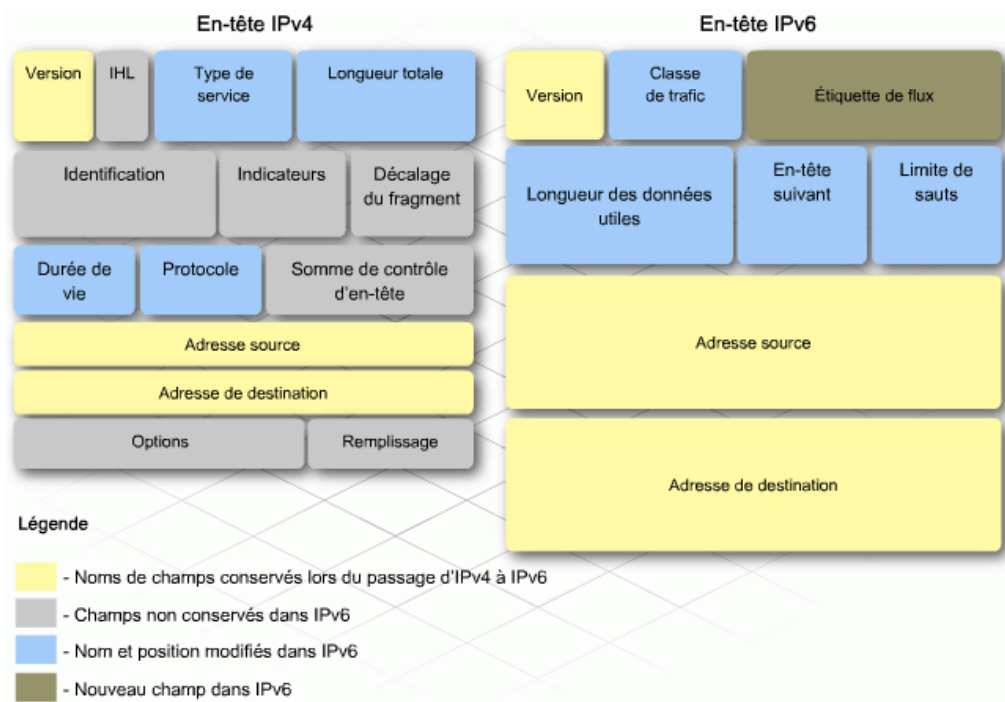 En-tête IPv4
Version
IHL
Type de
service
Longueur totale
Identification
Indicateurs
Décalage
du fragment
Durée de
vie
Protocole
Somme de contrôle
d'en-tête
Adresse source
Adresse de destination
Options
Remplissage
En-tête IPv6
Version
Classe
de trafic
Étiquette de flux
Longueur des données
utiles
En-tête
suivant
Limite de
sauts
Adresse source
Adresse de destination
Légende
- Noms de champs conservés lors du passage d'IPv4 à IPv6
- Champs non conservés dans IPv6
- Nom et position modifiés dans IPv6
- Nouveau champ dans IPv6